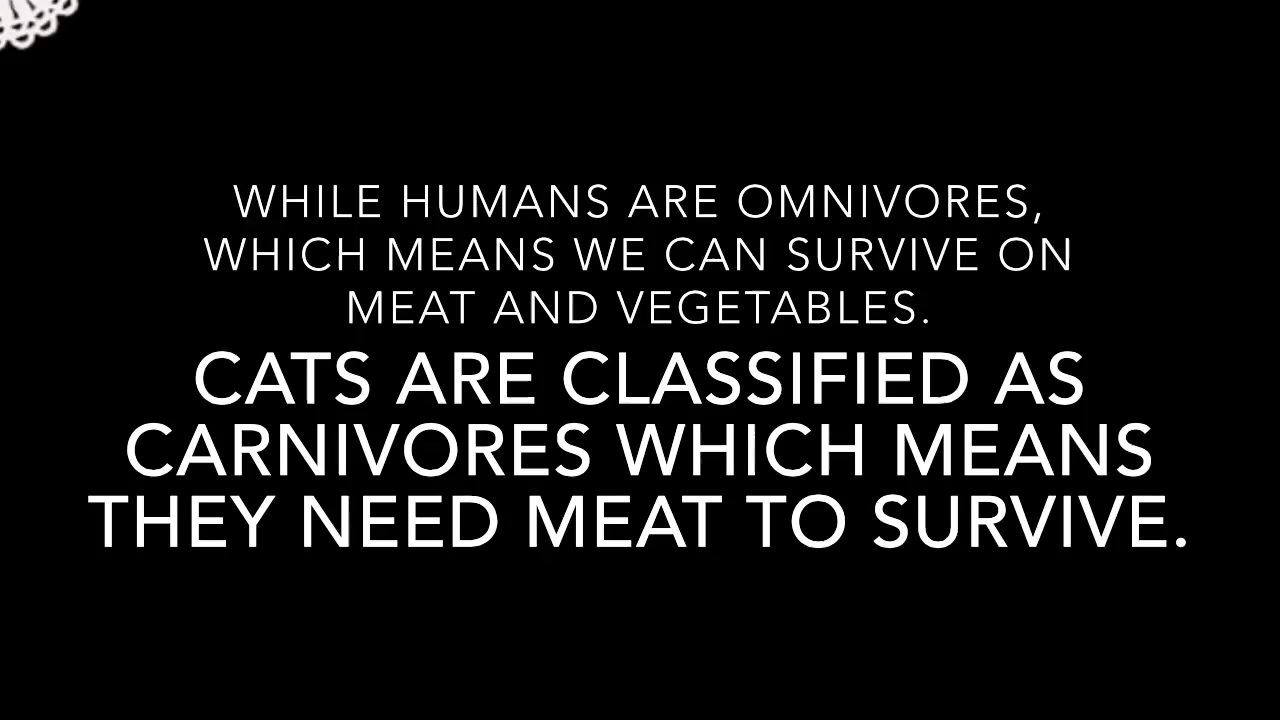 WHILE HUMANS ARE OMNIVORES,
WHICH MEANS WE CAN SURVIVE ON
MEAT AND VEGETABLES.
CATS ARE CLASSIFIED AS
CARNIVORES WHICH MEANS
THEY NEED MEAT TO SURVIVE.